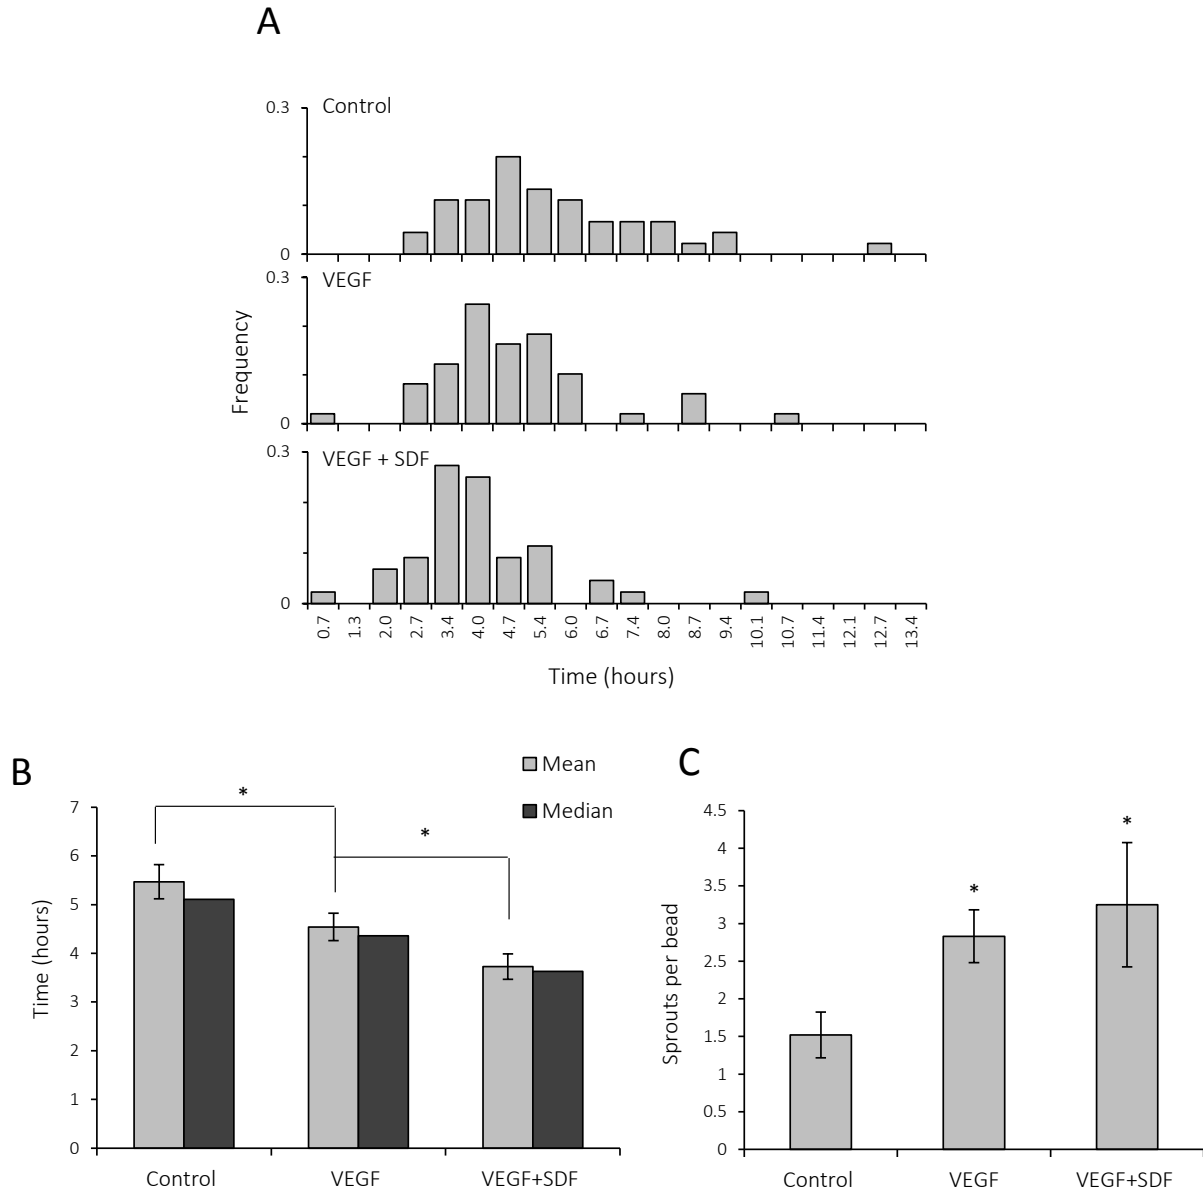 A
0.3
Control
0
0.3
VEGF
Frequency
0
0.3
VEGF + SDF
0
0.7 1.3 2.0 2.7 3.4 4.0 4.7 5.4 6.0 6.7 7.4 8.0 8.7 9.4 10.1 10.7 11.4 12.1 12.7 13.4
Time (hours)
B
Mean
Median
7
6
5
4
3
2
1
0
Time (hours)
*
*
Control VEGF VEGF+SDF
C
4.5
4
3.5
3
2.5
2
1.5
1
0.5
0
Sprouts per bead
*
*
Control VEGF VEGF+SDF